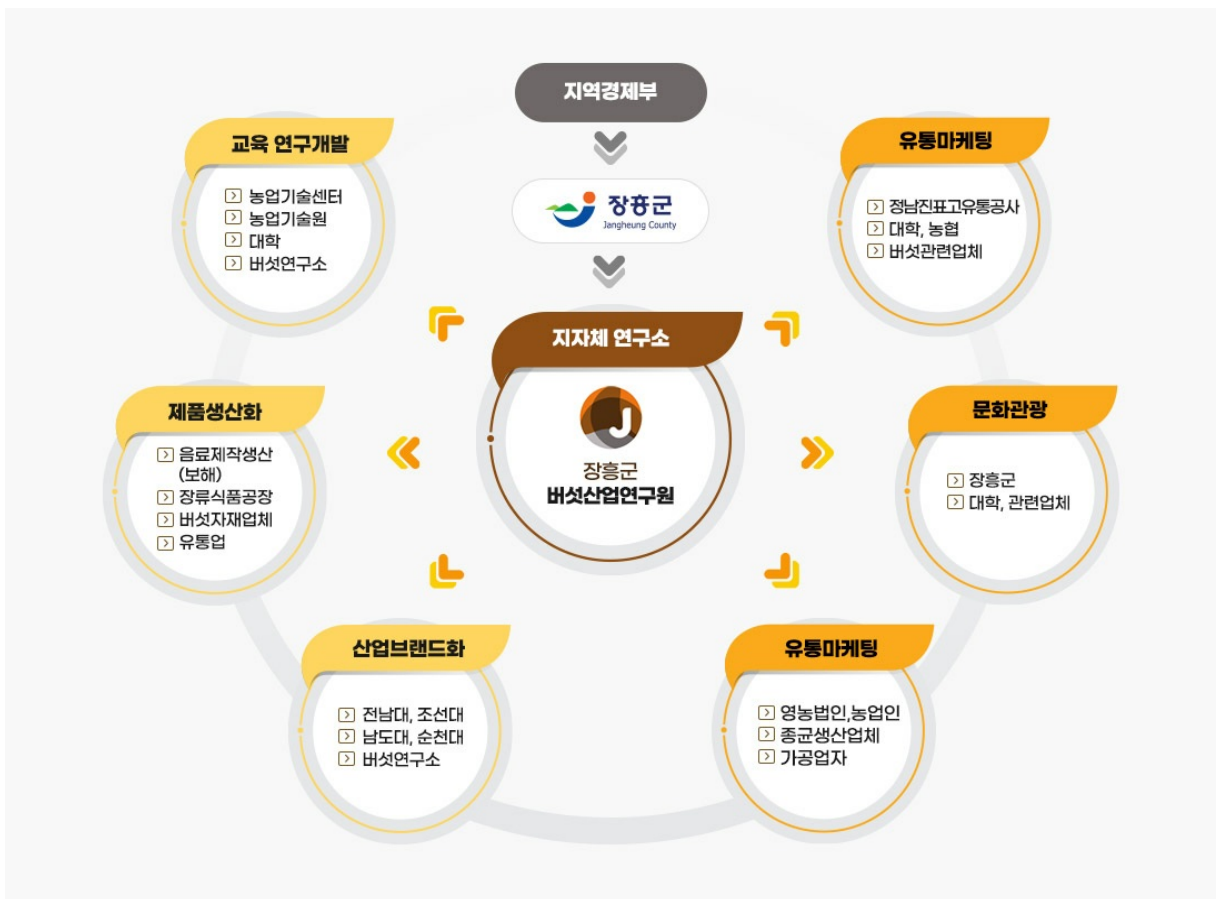 지역경제부
장흥군
Jangheung County
교육 연구개발
농업기술센터
농업기술원
대학
버섯연구소
유통마케팅
정남진표고유통공사
대학, 농협
버섯관련업체
지자체 연구소
J
장흥군
버섯산업연구원
제품생산화
음료제작생산
(보해)
장류식품공장
버섯자재업체
유통업
문화관광
장흥군
대학, 관련업체
산업브랜드화
전남대, 조선대
남도대, 순천대
버섯연구소
유통마케팅
영농법인,농업인
종균생산업체
가공업자